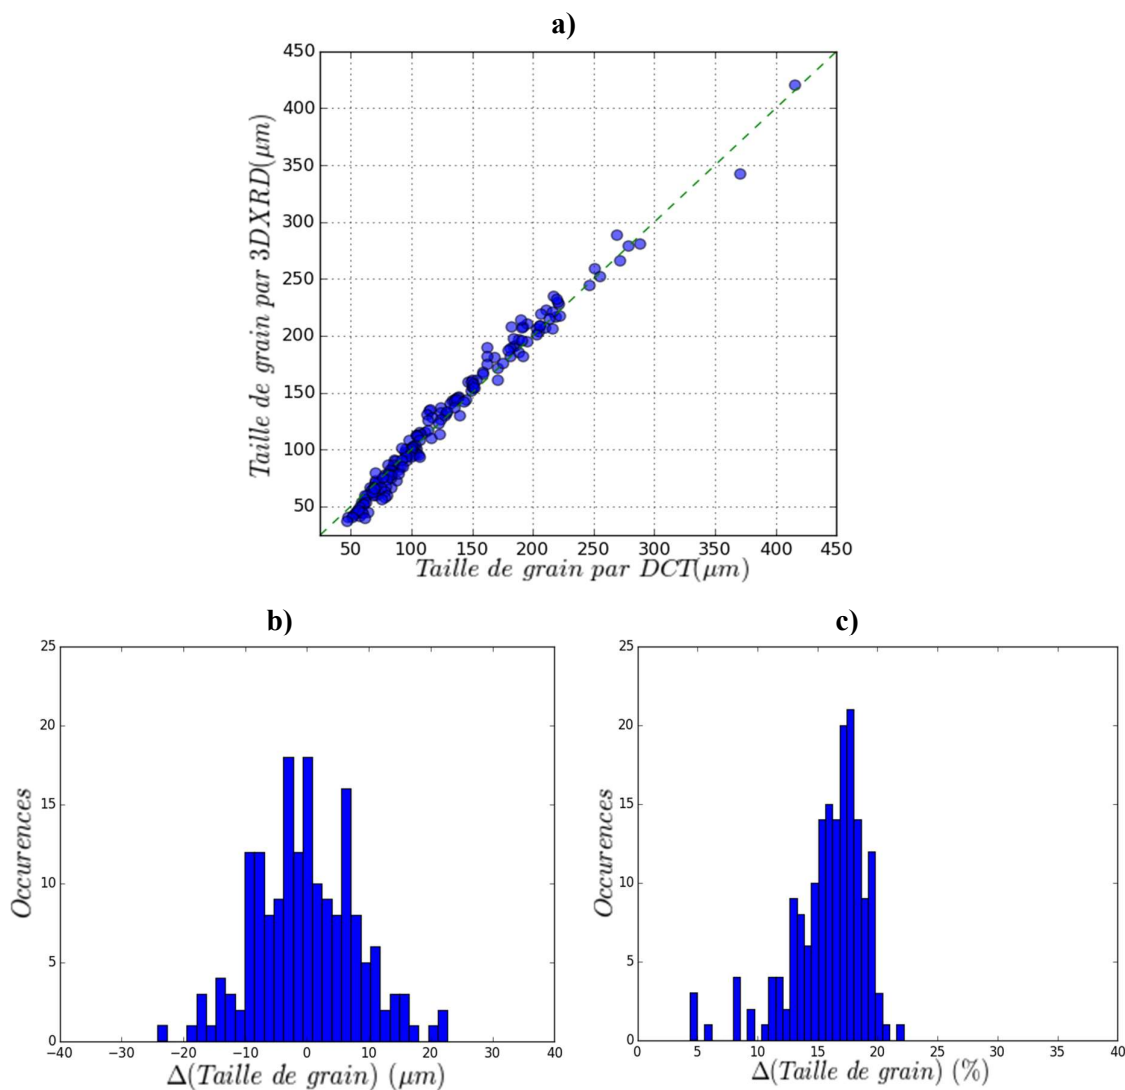 a)
450
400
350
300
250
200
150
100
50
Taille de grain par 3DXRD(μm)
50 100 150 200 250 300 350 400 450
Taille de grain par DCT(μm)
b)
25
20
15
10
5
0
Occurences
−40 −30 −20 −10 0 10 20 30 40
Δ(Taille de grain) (μm)
c)
25
20
15
10
5
0
Occurences
0 5 10 15 20 25 30 35 40
Δ(Taille de grain) (%)